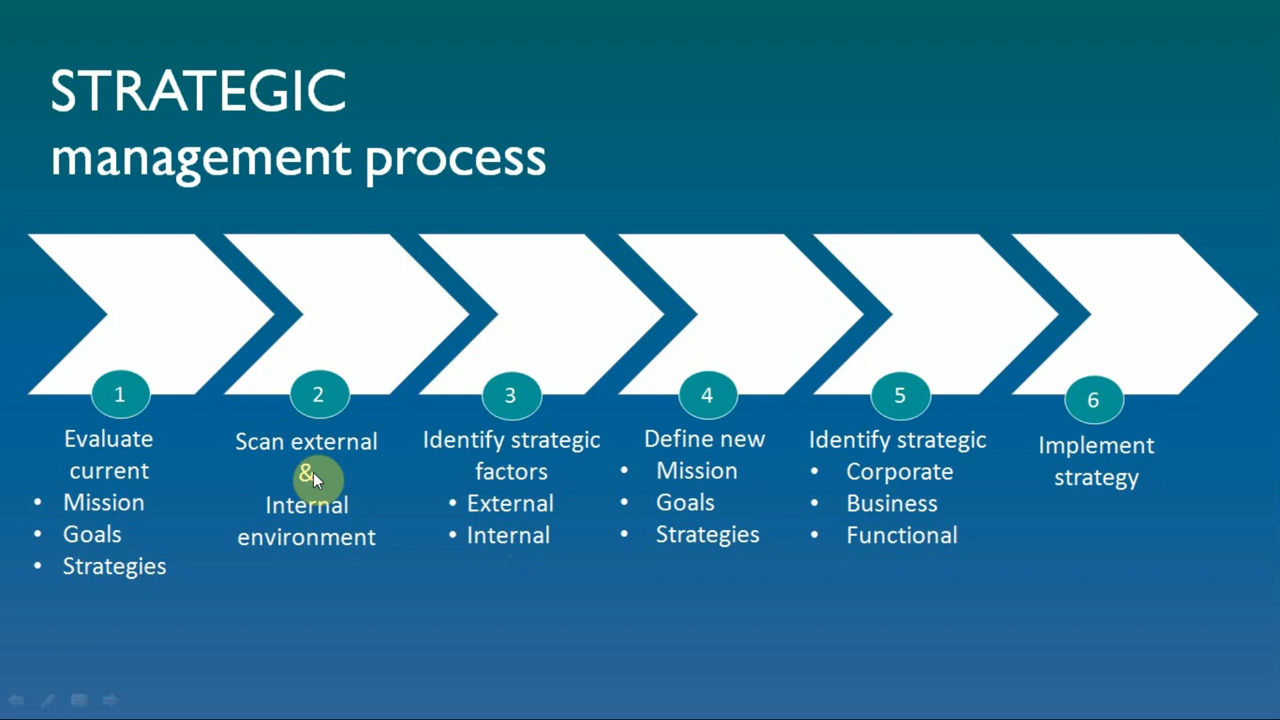 STRATEGIC
management process
1
Evaluate
current
• Mission
• Goals
• Strategies
2
Scan external
&
Internal
environment
3
Identify strategic
factors
• External
• Internal
4
Define new
• Mission
• Goals
• Strategies
5
Identify strategic
• Corporate
• Business
• Functional
6
Implement
strategy